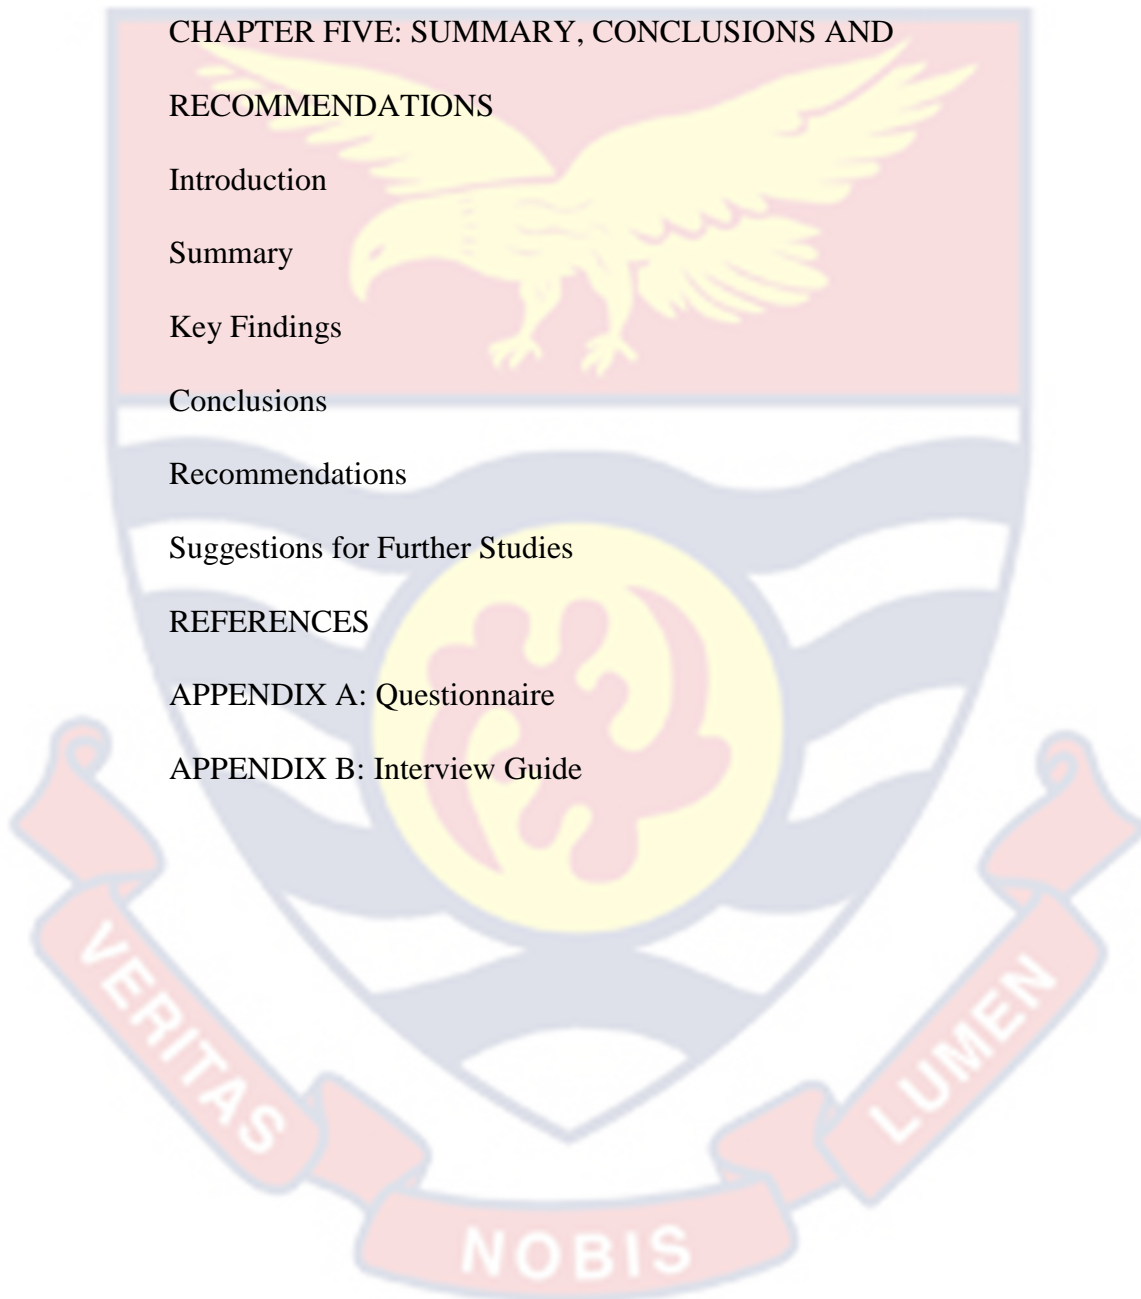 CHAPTER FIVE: SUMMARY, CONCLUSIONS AND
RECOMMENDATIONS
Introduction
Summary
Key Findings
Conclusions
Recommendations
Suggestions for Further Studies
REFERENCES
APPENDIX A: Questionnaire
APPENDIX B: Interview Guide
VERITAS
NOBIS
LUMEN